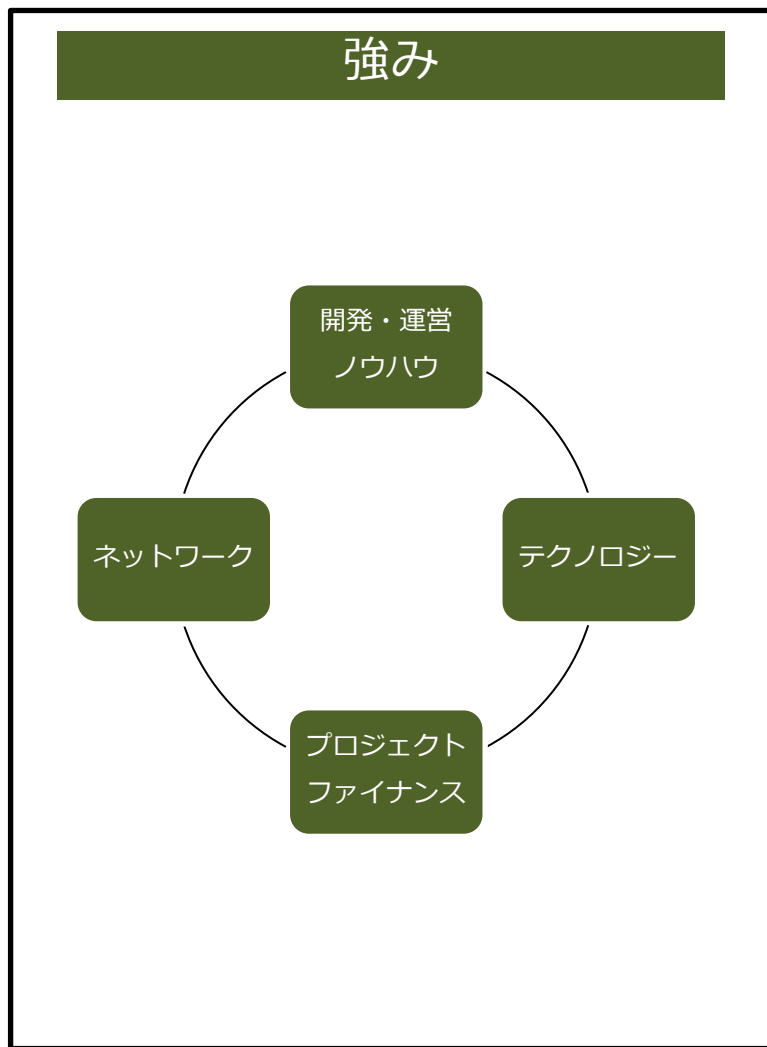 強み
開発・運営
ノウハウ
ネットワーク
テクノロジー
プロジェクト
ファイナンス